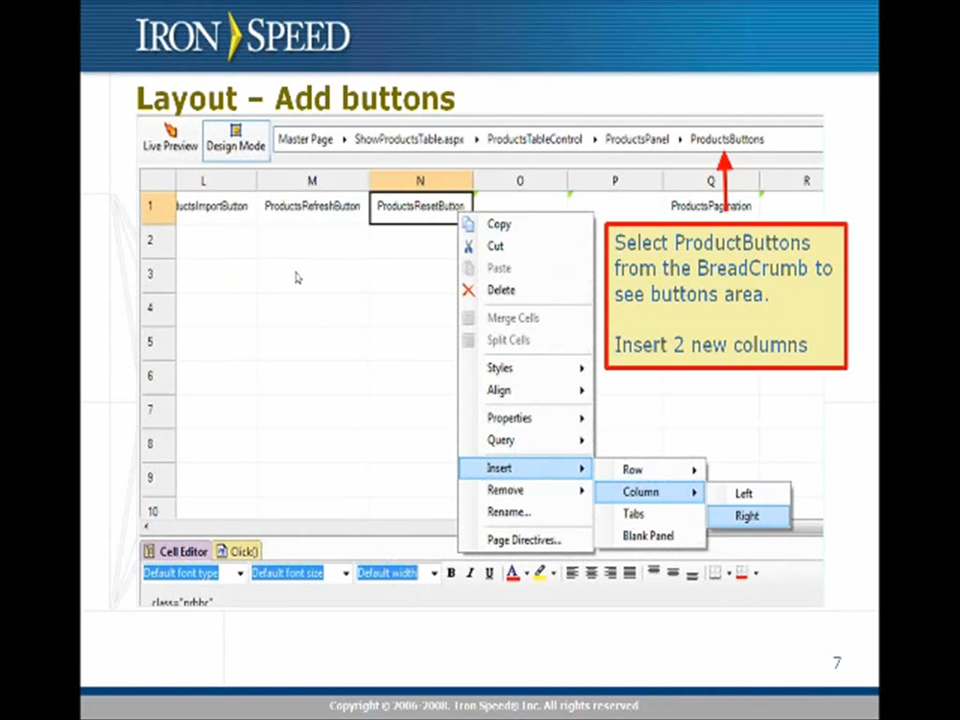 IRON SPEED
Layout – Add buttons
Live Preview
Design Mode
Master Page ShowProductsTable.aspx ProductsTableControl ProductsPanel ProductsButtons
L M N O P Q R
1 ductsImportButton ProductsRefreshButton ProductsResetButton ProductsPagination
2
3
4
5
6
7
8
9
10
Copy
Cut
Paste
Delete
Merge Cells
Split Cells
Styles
Align
Properties
Query
Insert
Remove
Rename...
Page Directives...
Row
Column
Tabs
Blank Panel
Left
Right
Select ProductButtons
from the BreadCrumb to
see buttons area.
Insert 2 new columns
Cell Editor Click()
Default font type Default font size Default width B I U A
7
Copyright © 2006-2008. Iron Speed® Inc. All rights reserved